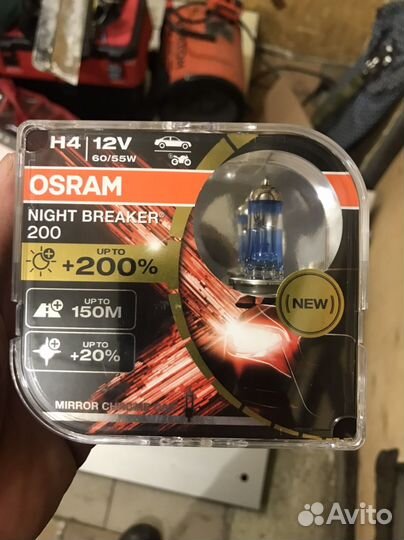 H4 | 12V
60/55W
OSRAM
NIGHT BREAKER®
200
UP TO
+200%
UP TO
150M
NEW
UP TO
+20%
MIRROR
Avito